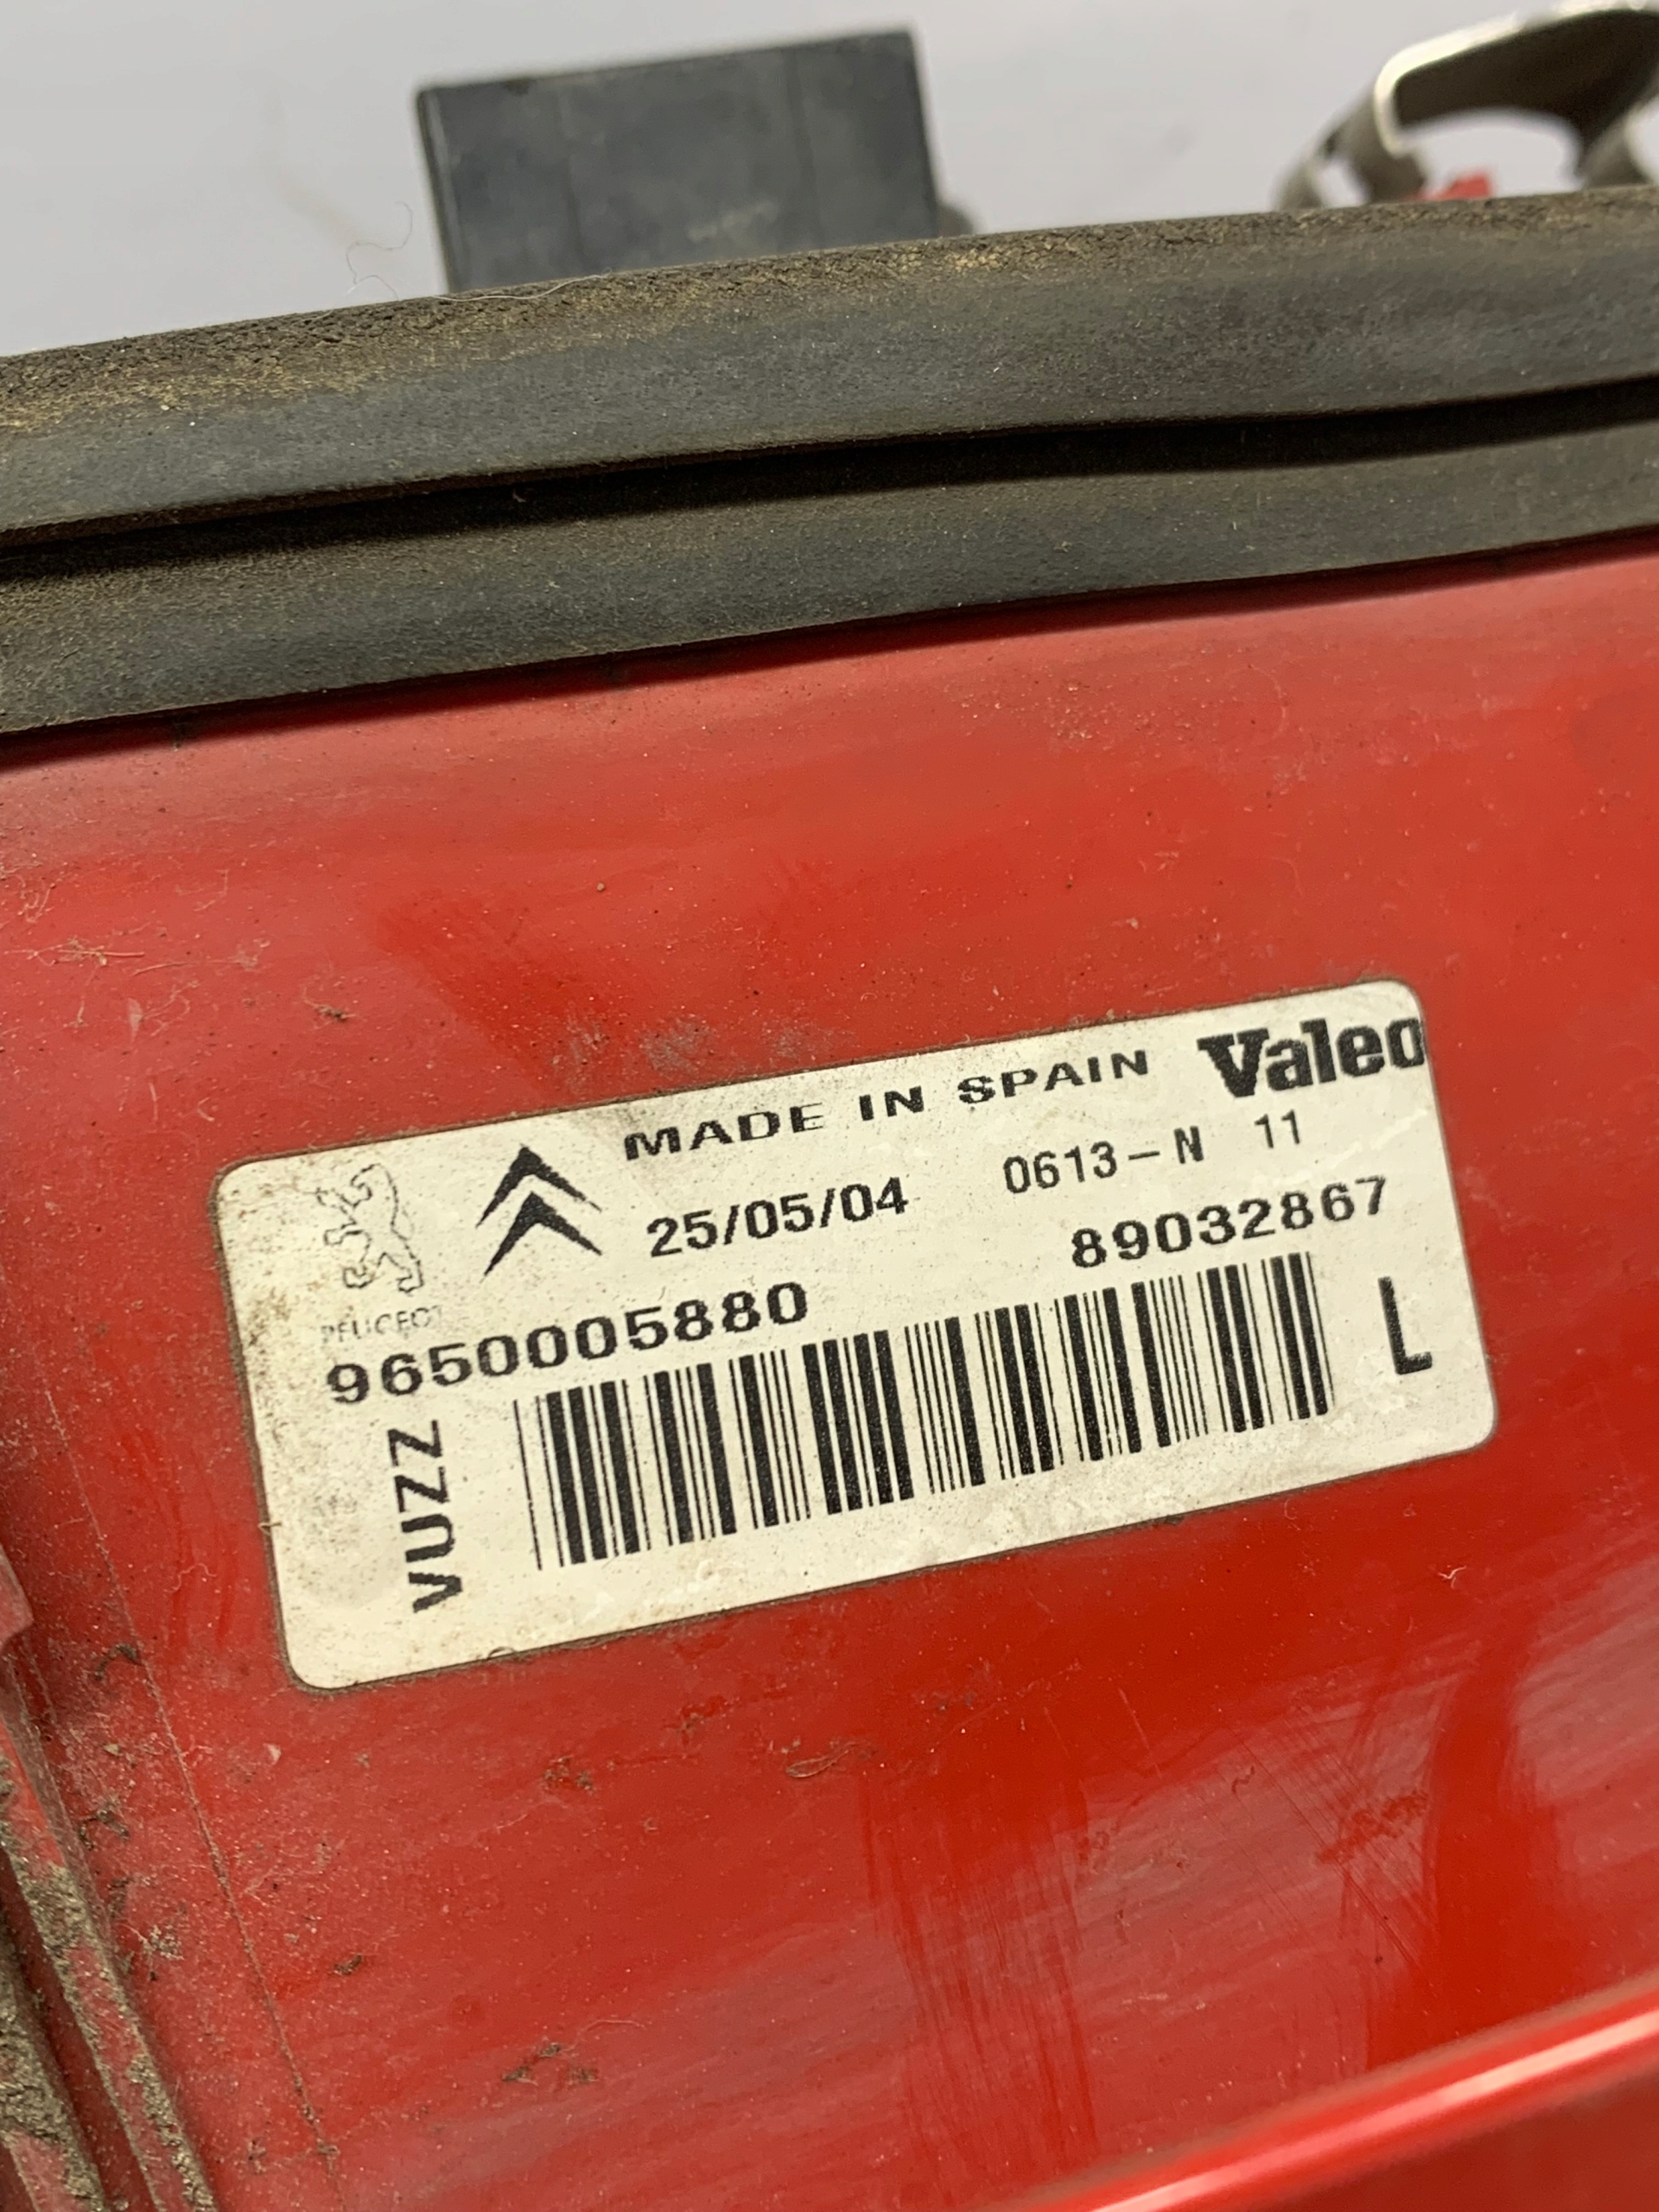 MADE IN SPAIN Valeo
25/05/04 0613-N 11
PEUGEOT
9650005880 89032867
VUZZ
L